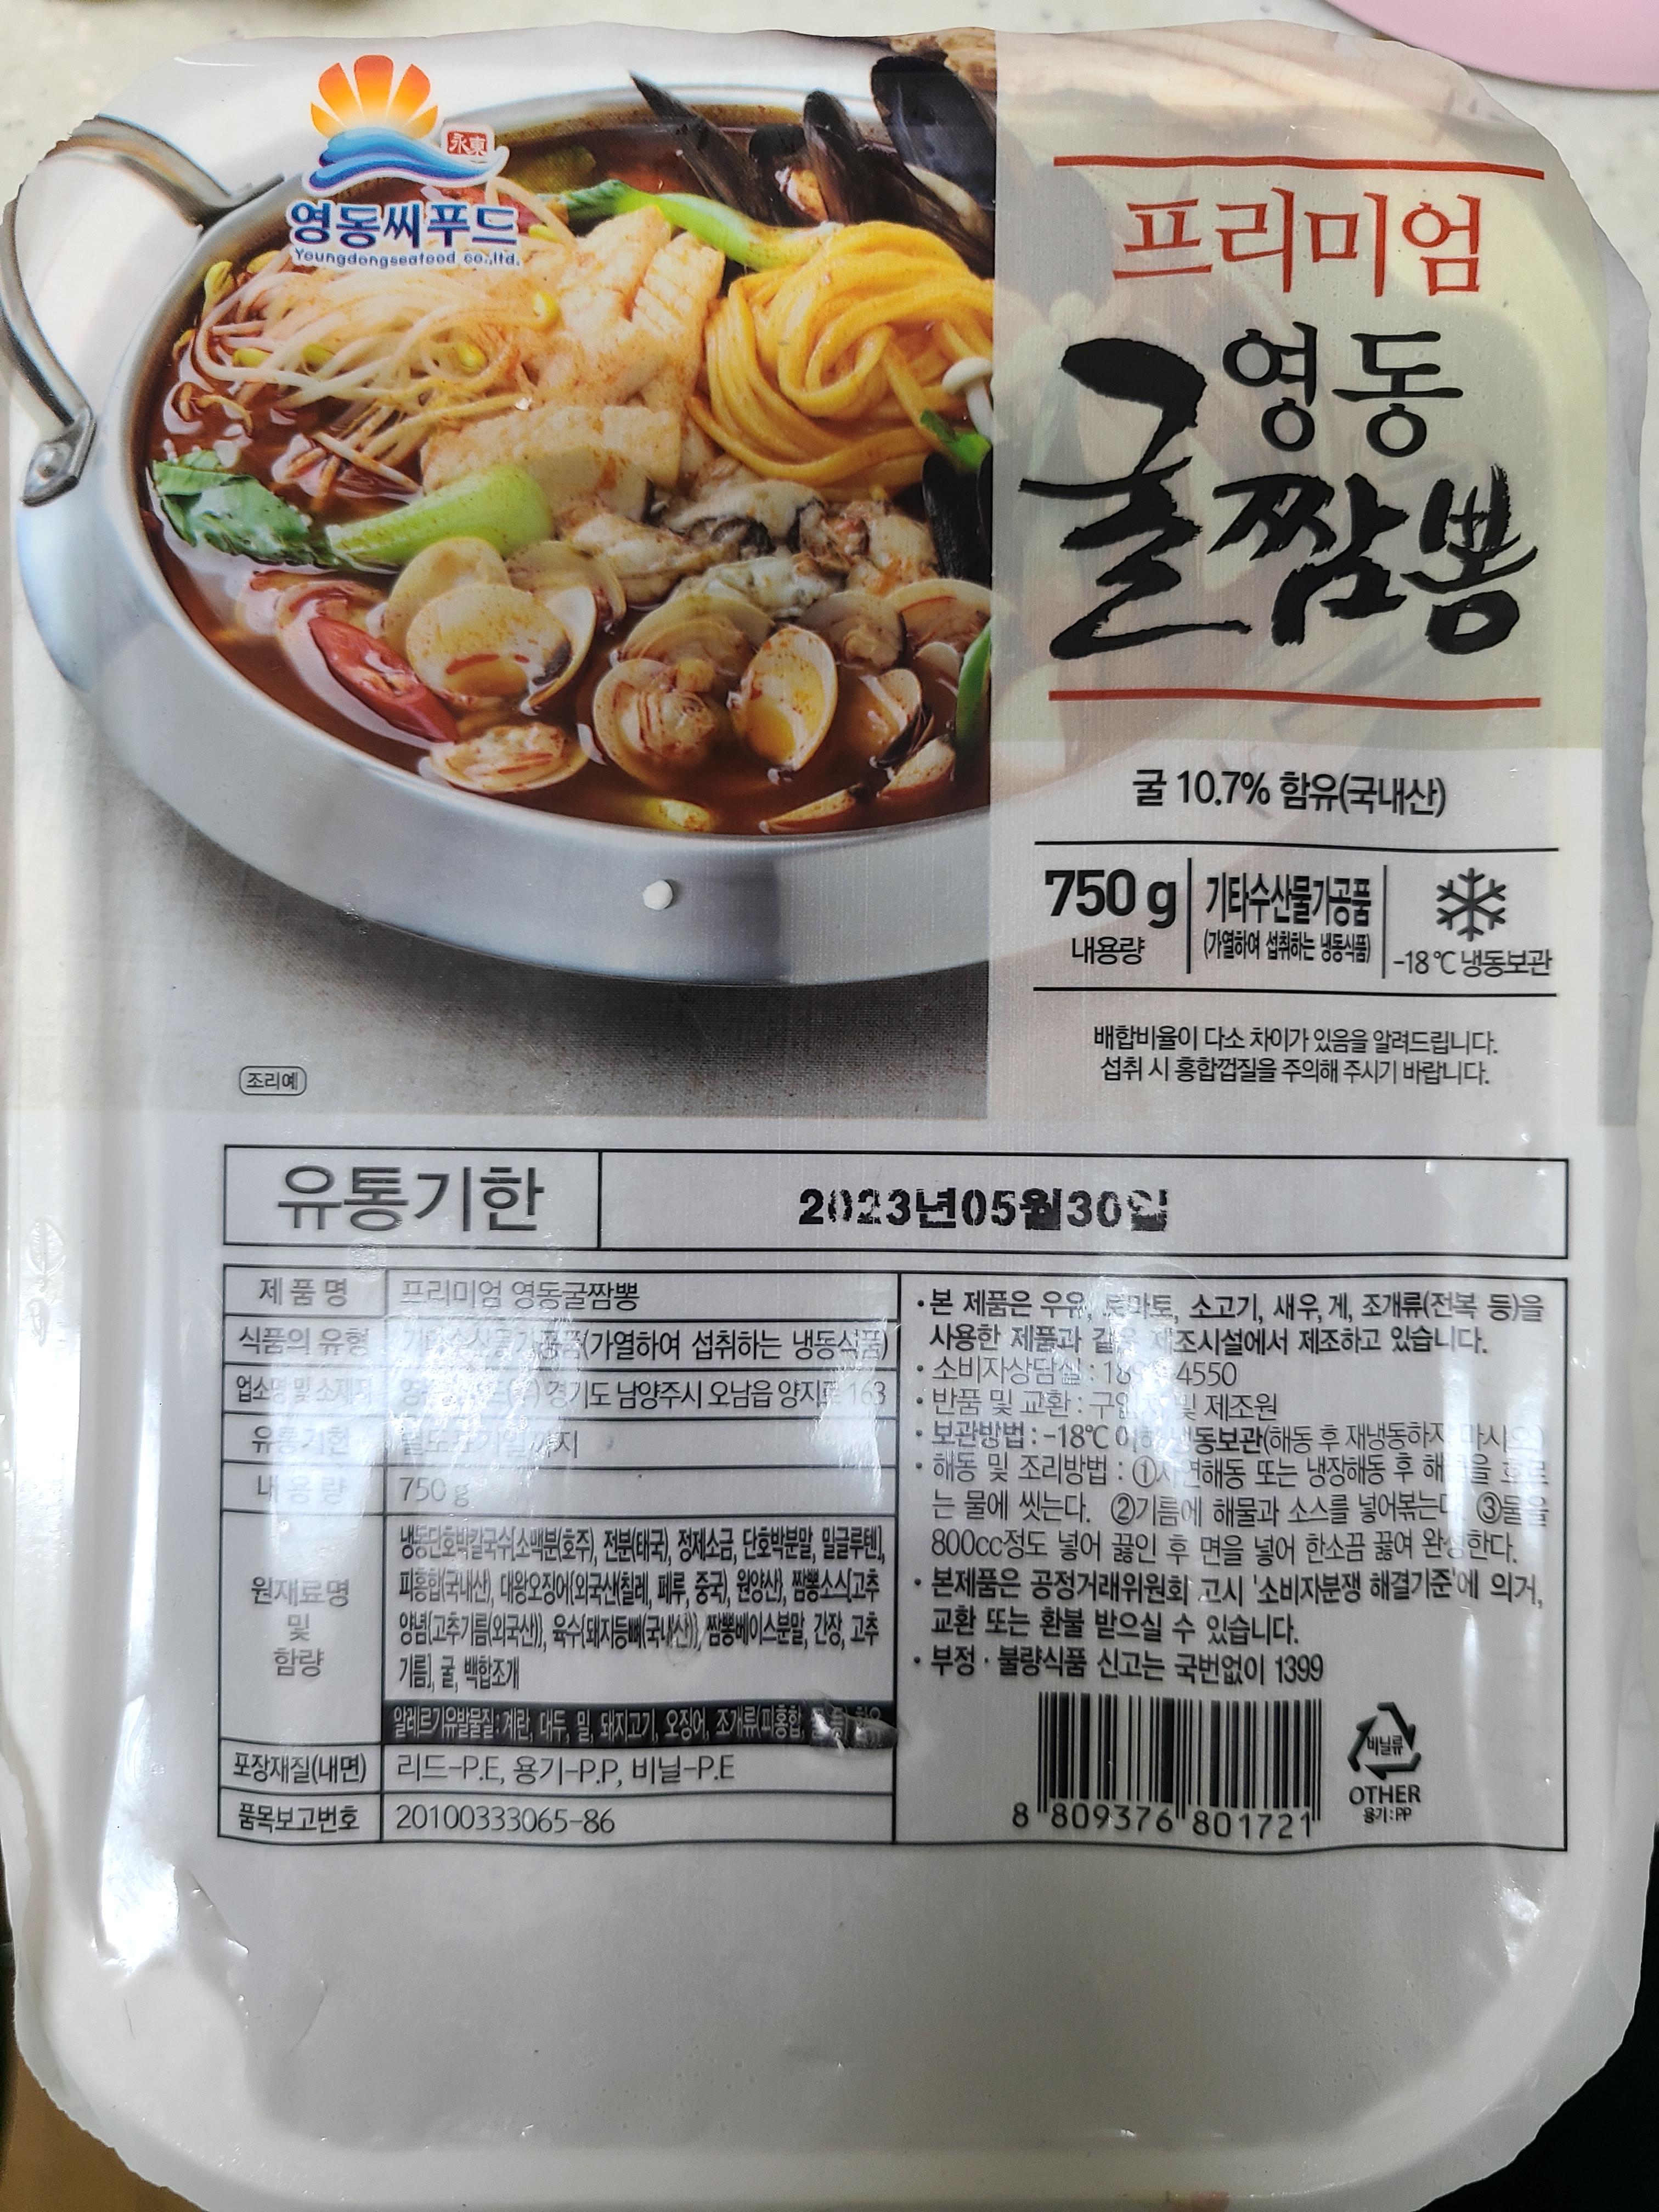 永東
영동씨푸드
Youngdongseafood co.,ltd.
프리미엄
영동
굴짬뽕
굴 10.7% 함유(국내산)
750 g
내용량
기타수산물가공품
(가열하여 섭취하는 냉동식품)
-18℃ 냉동보관
배합비율이 다소 차이가 있음을 알려드립니다.
섭취 시 홍합껍질을 주의해 주시기 바랍니다.
조리예
유통기한 2023년05월30일
제 품 명 프리미엄 영동굴짬뽕
식품의 유형 기타수산물가공품(가열하여 섭취하는 냉동식품)
업소명 및 소재지 경기도 남양주시 오남읍 양지로 163
유통기한 별도표기일까지
내 용 량 750 g
원재료명
및
함량
냉동단호박칼국수[소맥분(호주), 전분(태국), 정제소금, 단호박분말, 밀글루텐],
피홍합(국내산), 대왕오징어(외국산(칠레, 페루, 중국), 원양산), 짬뽕소스[고추
양념{고추기름(외국산)}, 육수{돼지등뼈(국내산)}, 짬뽕베이스분말, 간장, 고추
기름], 굴, 백합조개
알레르기유발물질: 계란, 대두, 밀, 돼지고기, 오징어, 조개류(피홍합,
포장재질(내면) 리드-P.E, 용기-P.P, 비닐-P.E
품목보고번호 20100333065-86
• 본 제품은 우유, 토마토, 소고기, 새우, 게, 조개류(전복 등)을
사용한 제품과 같은 제조시설에서 제조하고 있습니다.
• 소비자상담실 : 4550
• 반품 및 교환 : 구입처 및 제조원
• 보관방법 : -18℃ 이하 냉동보관(해동 후 재냉동하지 마시오)
• 해동 및 조리방법 : ①자연해동 또는 냉장해동 후 해물을 흐르
는 물에 씻는다. ②기름에 해물과 소스를 넣어볶는다. ③물을
800cc정도 넣어 끓인 후 면을 넣어 한소끔 끓여 완성한다.
• 본제품은 공정거래위원회 고시 '소비자분쟁 해결기준'에 의거,
교환 또는 환불 받으실 수 있습니다.
• 부정 · 불량식품 신고는 국번없이 1399
8 809376 801721
비닐류
OTHER
용기:PP